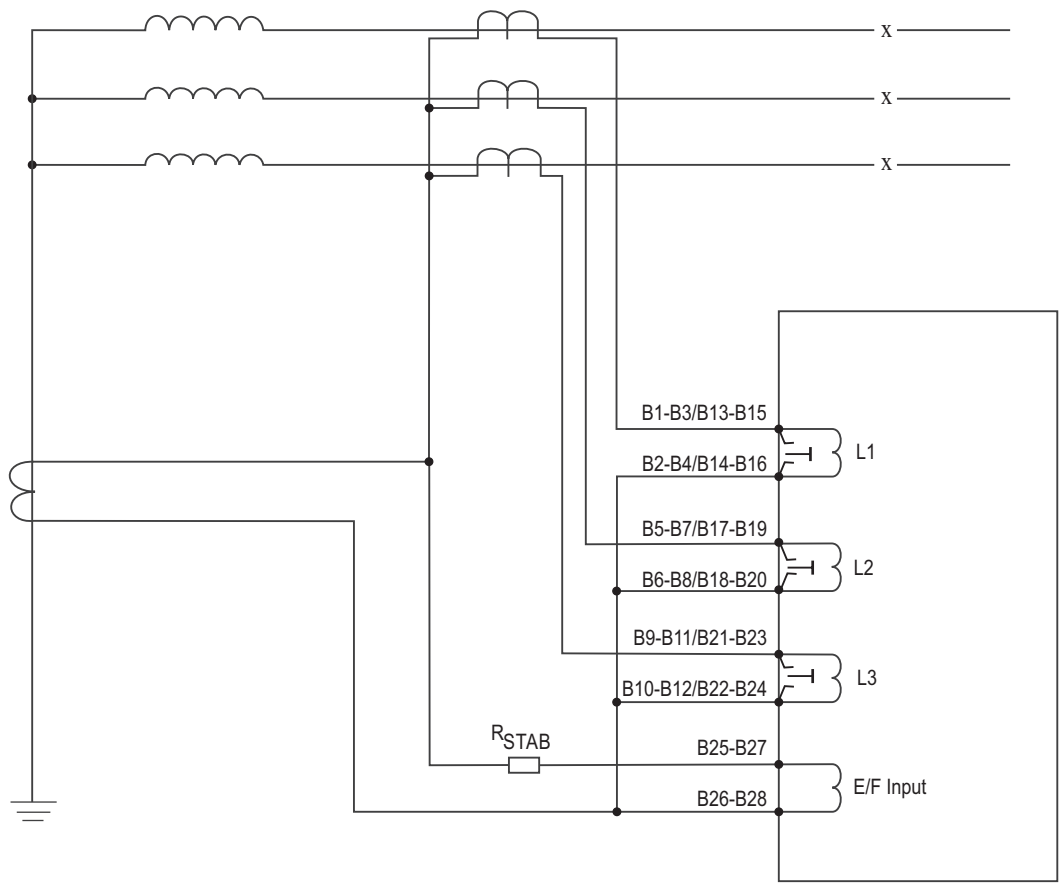 x
x
x
B1-B3/B13-B15
L1
B2-B4/B14-B16
B5-B7/B17-B19
L2
B6-B8/B18-B20
B9-B11/B21-B23
L3
B10-B12/B22-B24
RSTAB
B25-B27
E/F Input
B26-B28